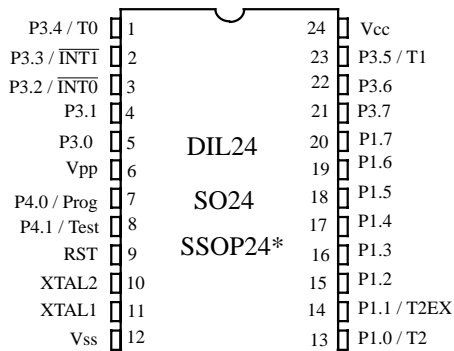 P3.4 / T0 1 24 Vcc
P3.3 / INT1 2 23 P3.5 / T1
P3.2 / INT0 3 22 P3.6
P3.1 4 21 P3.7
P3.0 5 20 P1.7
DIL24
Vpp 6 19 P1.6
P4.0 / Prog 7 18 P1.5
SO24
P4.1 / Test 8 17 P1.4
RST 9 16 P1.3
SSOP24*
XTAL2 10 15 P1.2
XTAL1 11 14 P1.1 / T2EX
Vss 12 13 P1.0 / T2